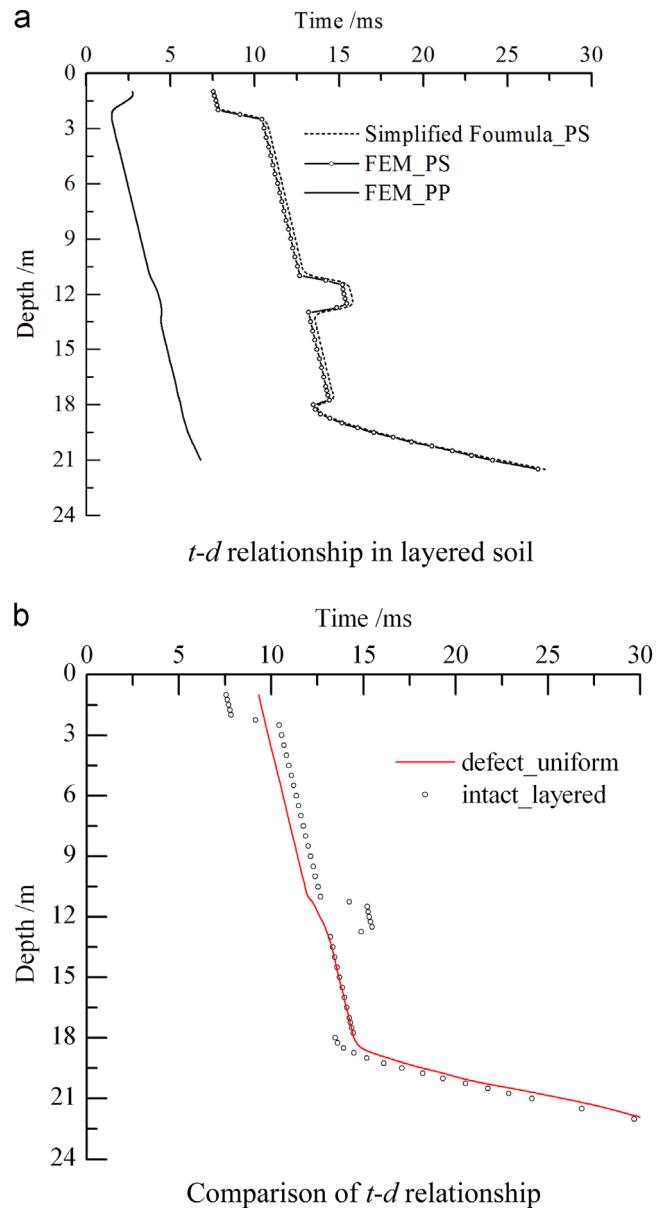 a
Time /ms
0 5 10 15 20 25 30
0
3
6
9
12
15
18
21
24
Depth /m
Simplified Foumula_PS
FEM_PS
FEM_PP
t-d relationship in layered soil
b
Time /ms
0 5 10 15 20 25 30
0
3
6
9
12
15
18
21
24
Depth /m
defect_uniform
intact_layered
Comparison of t-d relationship